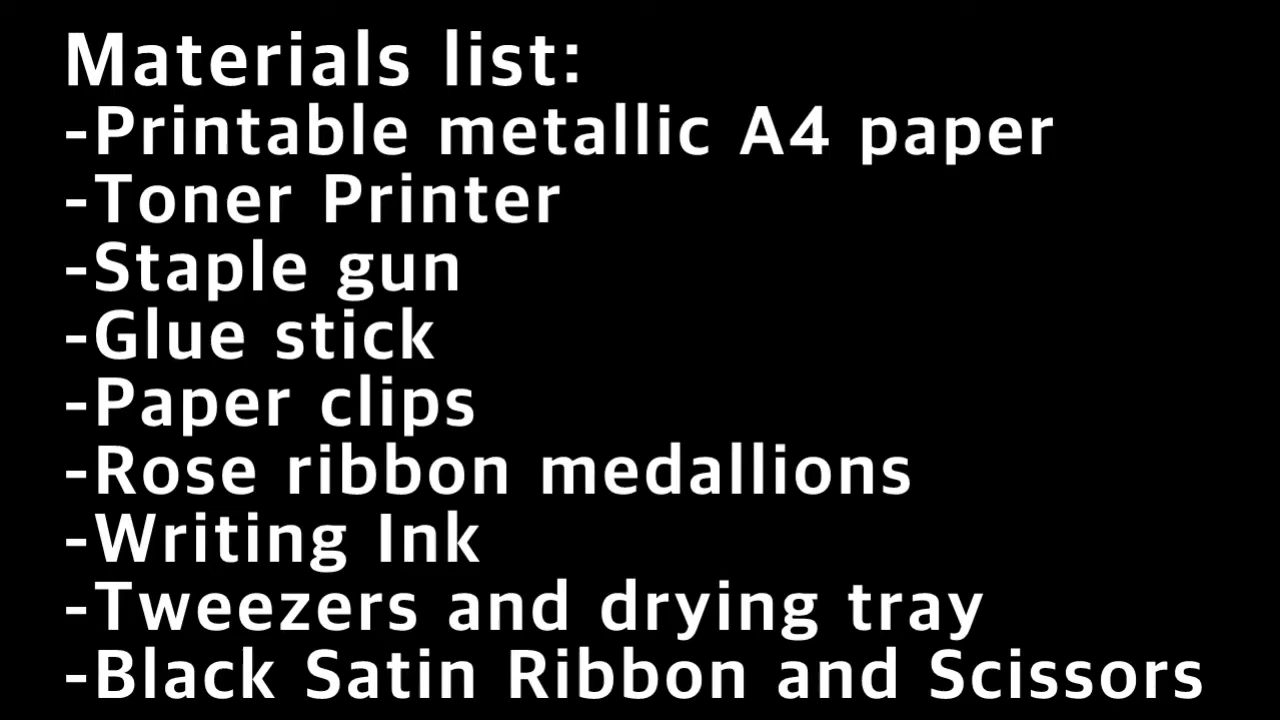 Materials list:
-Printable metallic A4 paper
-Toner Printer
-Staple gun
-Glue stick
-Paper clips
-Rose ribbon medallions
-Writing Ink
-Tweezers and drying tray
-Black Satin Ribbon and Scissors